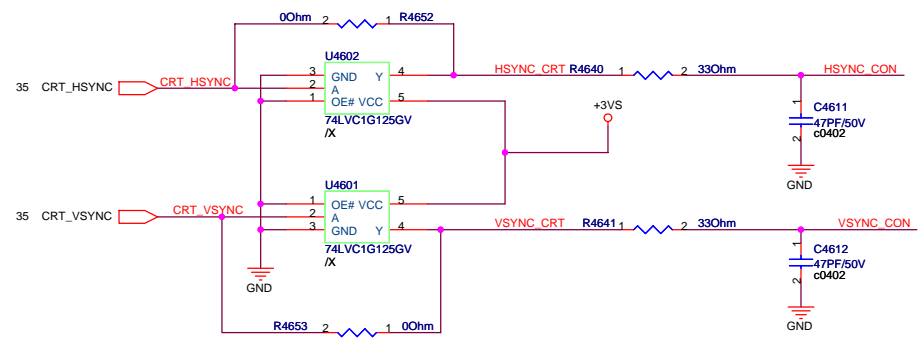 0Ohm 2 1 R4652
U4602
35 CRT_HSYNC CRT_HSYNC
3 GND Y 4
2 A
1 OE# VCC 5
74LVC1G125GV
/X
HSYNC_CRT R4640 1 2 33Ohm HSYNC_CON
+3VS
1 C4611
47PF/50V
2 c0402
GND
U4601
35 CRT_VSYNC CRT_VSYNC
1 OE# VCC 5
2 A
3 GND Y 4
74LVC1G125GV
/X
GND
VSYNC_CRT R4641 1 2 33Ohm VSYNC_CON
1 C4612
47PF/50V
2 c0402
GND
R4653 2 1 0Ohm